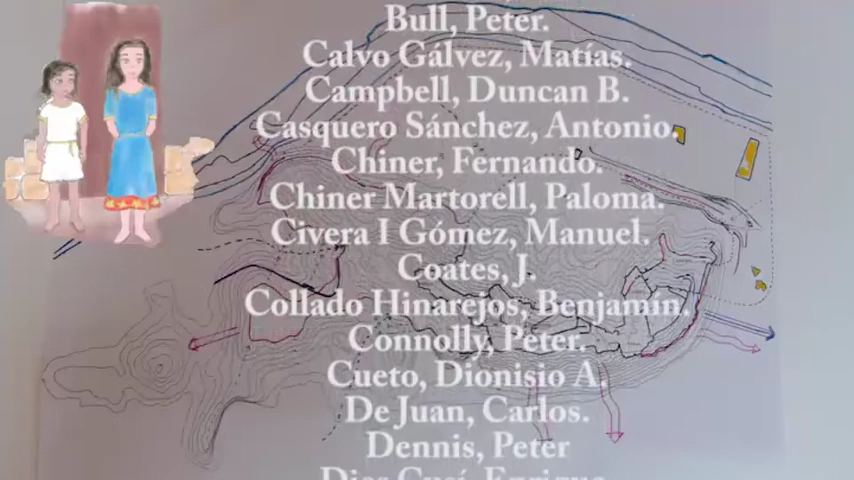 Bull, Peter.
Calvo Gálvez, Matías.
Campbell, Duncan B.
Casquero Sánchez, Antonio.
Chiner, Fernando.
Chiner Martorell, Paloma.
Civera I Gómez, Manuel.
Coates, J.
Collado Hinarejos, Benjamín.
Connolly, Peter.
Cueto, Dionisio A.
De Juan, Carlos.
Dennis, Peter